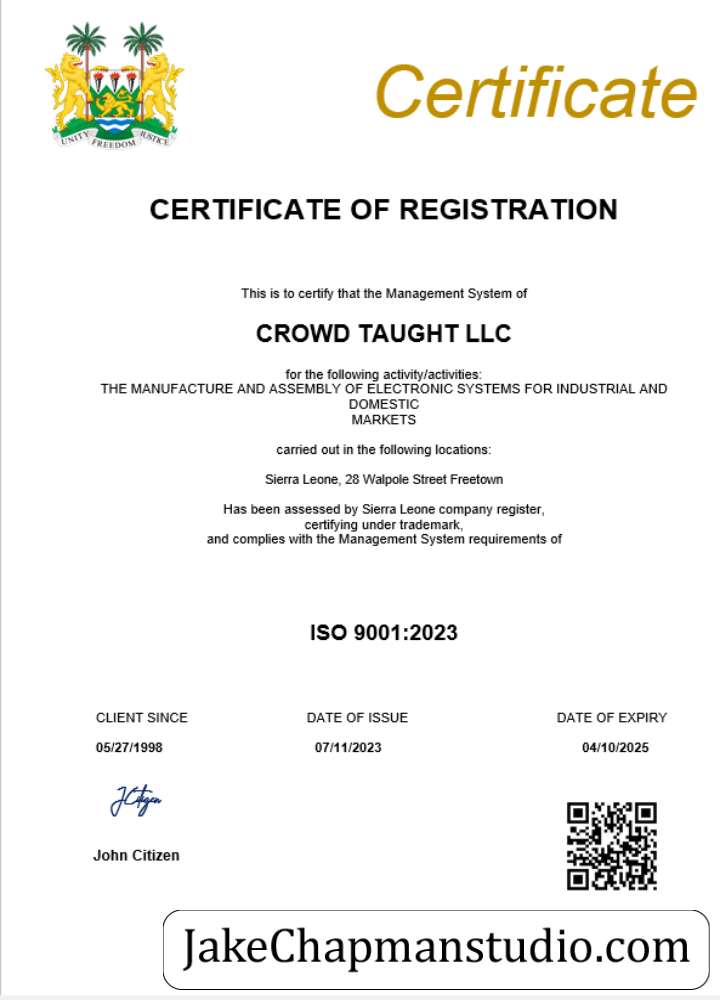 UNITY FREEDOM JUSTICE
Certificate
CERTIFICATE OF REGISTRATION
This is to certify that the Management System of
CROWD TAUGHT LLC
for the following activity/activities:
THE MANUFACTURE AND ASSEMBLY OF ELECTRONIC SYSTEMS FOR INDUSTRIAL AND
DOMESTIC
MARKETS
carried out in the following locations:
Sierra Leone, 28 Walpole Street Freetown
Has been assessed by Sierra Leone company register,
certifying under trademark,
and complies with the Management System requirements of
ISO 9001:2023
CLIENT SINCE DATE OF ISSUE DATE OF EXPIRY
05/27/1998 07/11/2023 04/10/2025
JCitizen
John Citizen
JakeChapmanstudio.com